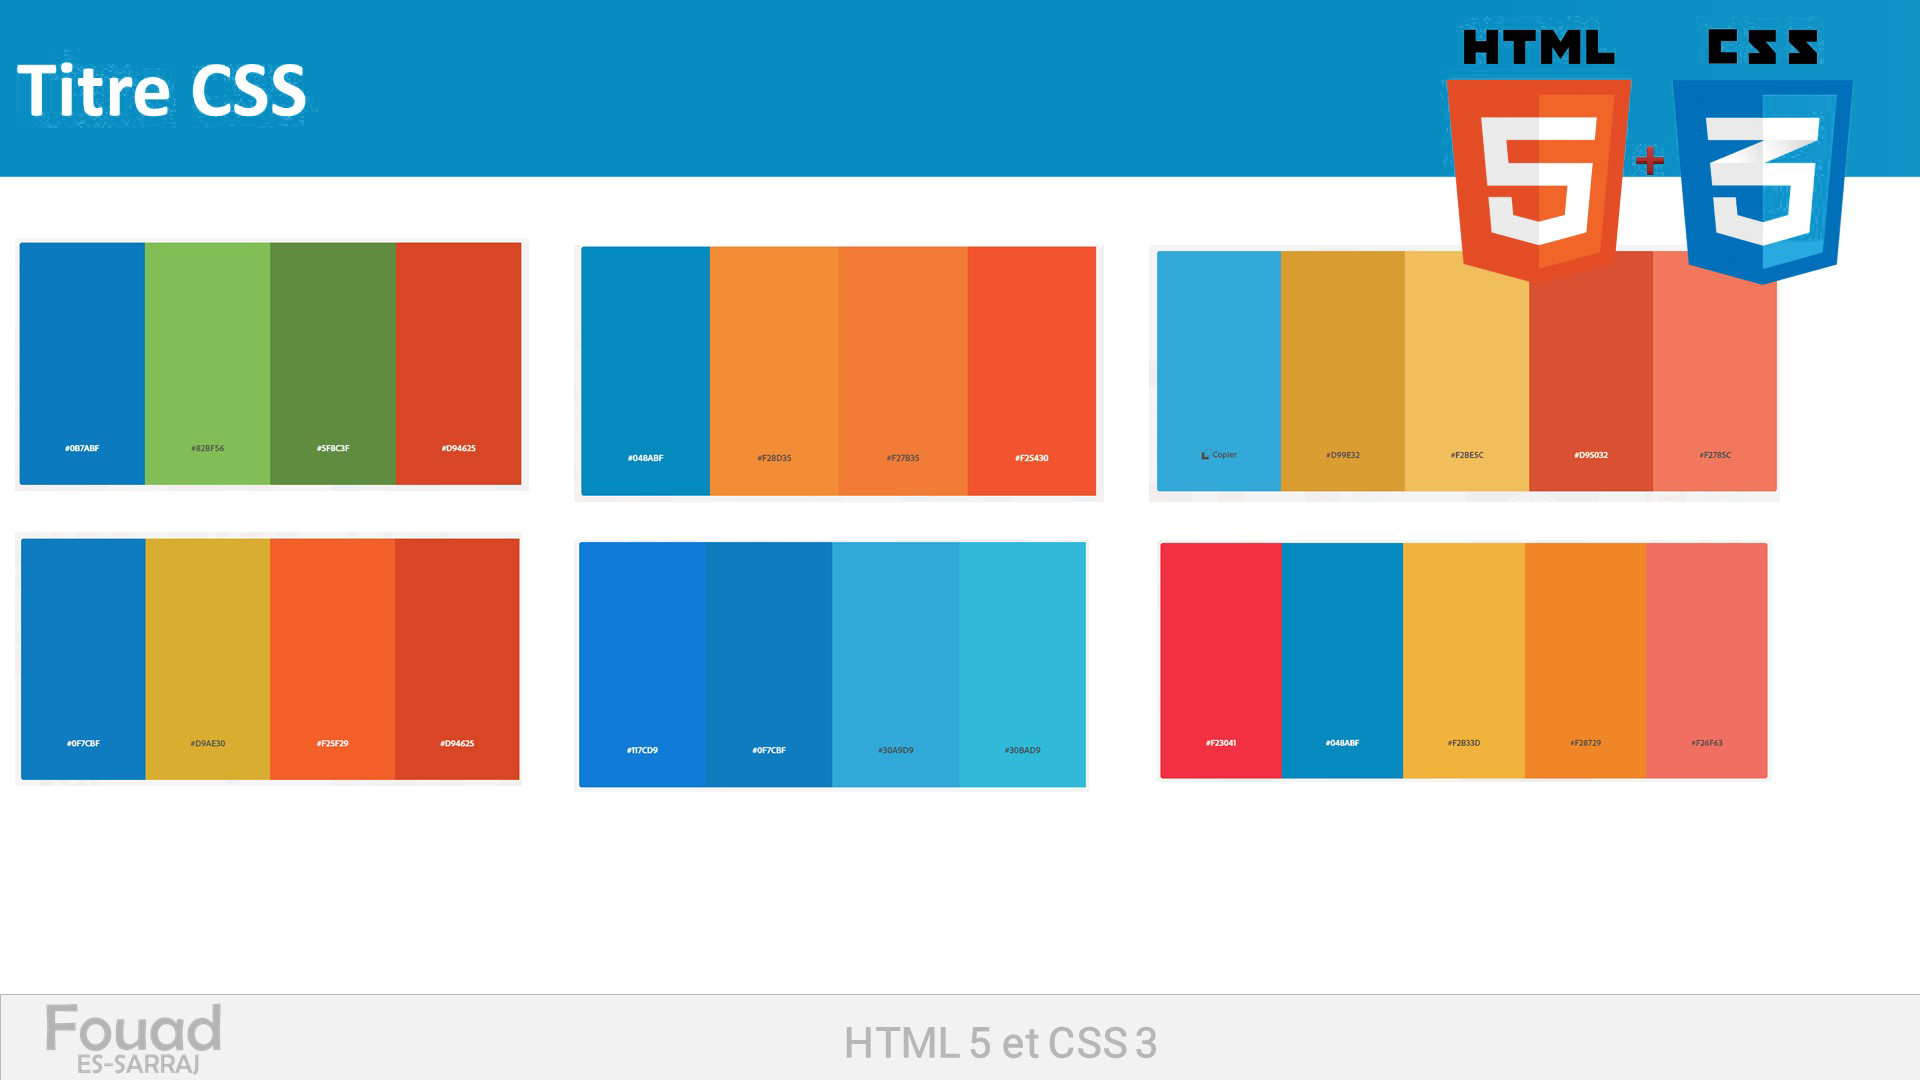 Titre CSS
HTML
CSS
5
+
3
#0B7ABF
#82BF56
#5F8C3F
#D94625
#048ABF
#F28D35
#F27B35
#F25430
Copier
#D99E32
#F2BE5C
#D95032
#F2785C
#0F7CBF
#D9AE30
#F25F29
#D94625
#117CD9
#0F7CBF
#30A9D9
#30BAD9
#F23041
#048ABF
#F2B33D
#F28729
#F26F63
Fouad
ES-SARRAJ
HTML 5 et CSS 3